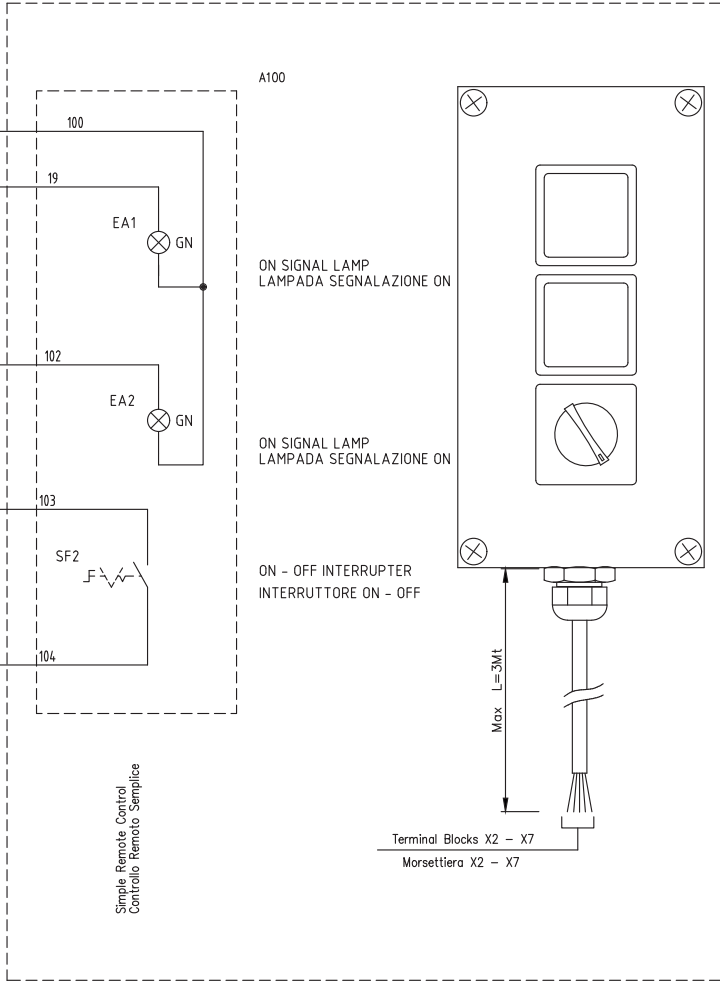 A100
100
19
EA1
GN
ON SIGNAL LAMP
LAMPADA SEGNALAZIONE ON
102
EA2
GN
ON SIGNAL LAMP
LAMPADA SEGNALAZIONE ON
103
SF2
ON - OFF INTERRUPTER
INTERRUTTORE ON - OFF
104
Max L=3Mt
Simple Remote Control
Controllo Remoto Semplice
Terminal Blocks X2 - X7
Morsettiera X2 - X7